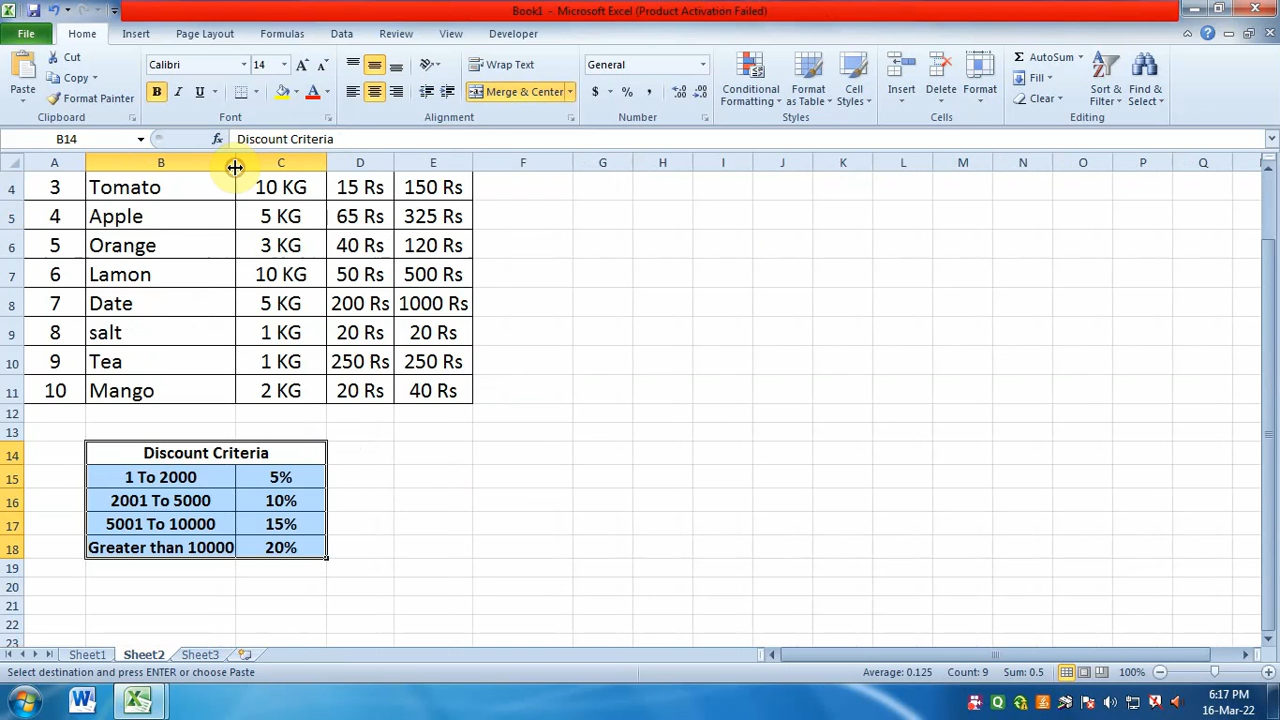 Book1 - Microsoft Excel (Product Activation Failed)
File Home Insert Page Layout Formulas Data Review View Developer
Paste
Cut
Copy
Format Painter
Clipboard
Calibri 14
B I U
Font
Wrap Text
Merge & Center
Alignment
General
$ % ,
Number
Conditional Formatting
Format as Table
Cell Styles
Styles
Insert
Delete
Format
Cells
Σ AutoSum
Fill
Clear
Sort & Filter
Find & Select
Editing
B14 fx Discount Criteria
A B C D E F G H I J K L M N O P Q
4 3 Tomato 10 KG 15 Rs 150 Rs
5 4 Apple 5 KG 65 Rs 325 Rs
6 5 Orange 3 KG 40 Rs 120 Rs
7 6 Lamon 10 KG 50 Rs 500 Rs
8 7 Date 5 KG 200 Rs 1000 Rs
9 8 salt 1 KG 20 Rs 20 Rs
10 9 Tea 1 KG 250 Rs 250 Rs
11 10 Mango 2 KG 20 Rs 40 Rs
12
13
14 Discount Criteria
15 1 To 2000 5%
16 2001 To 5000 10%
17 5001 To 10000 15%
18 Greater than 10000 20%
19
20
21
22
23
Sheet1 Sheet2 Sheet3
Select destination and press ENTER or choose Paste Average: 0.125 Count: 9 Sum: 0.5 100%
6:17 PM
16-Mar-22